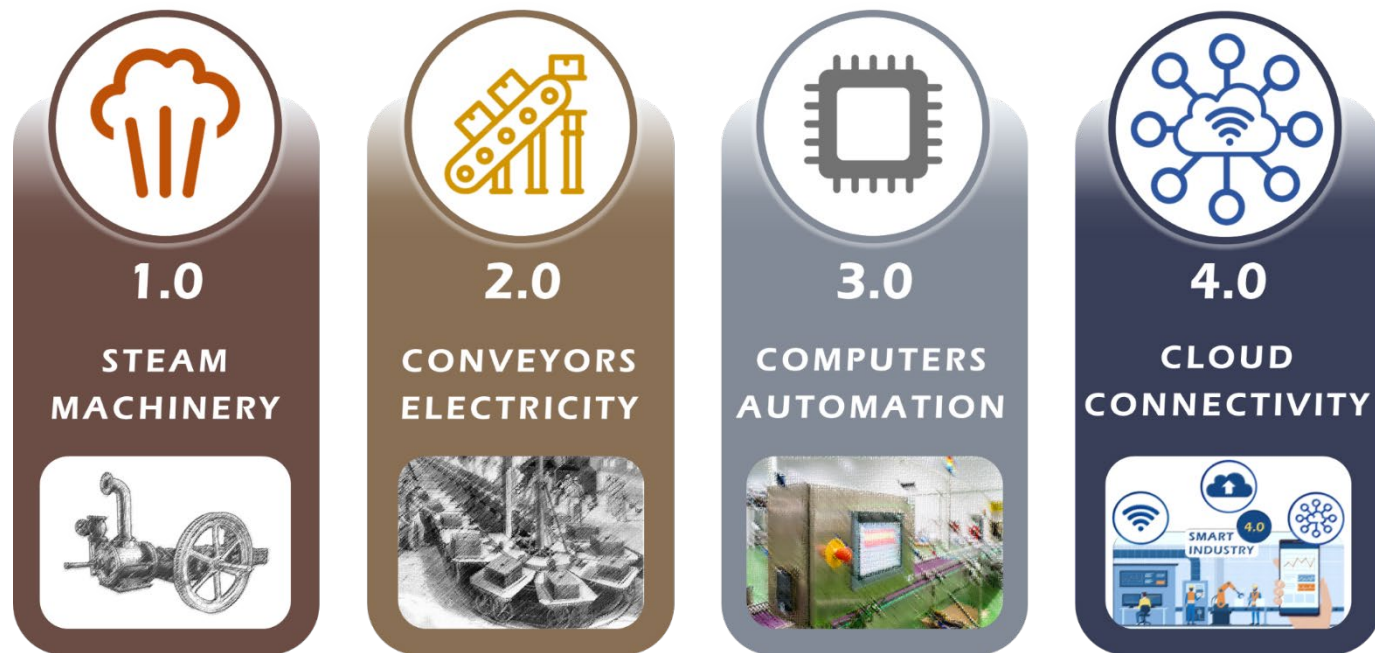 1.0
STEAM
MACHINERY
2.0
CONVEYORS
ELECTRICITY
3.0
COMPUTERS
AUTOMATION
4.0
CLOUD
CONNECTIVITY
SMART
INDUSTRY
4.0